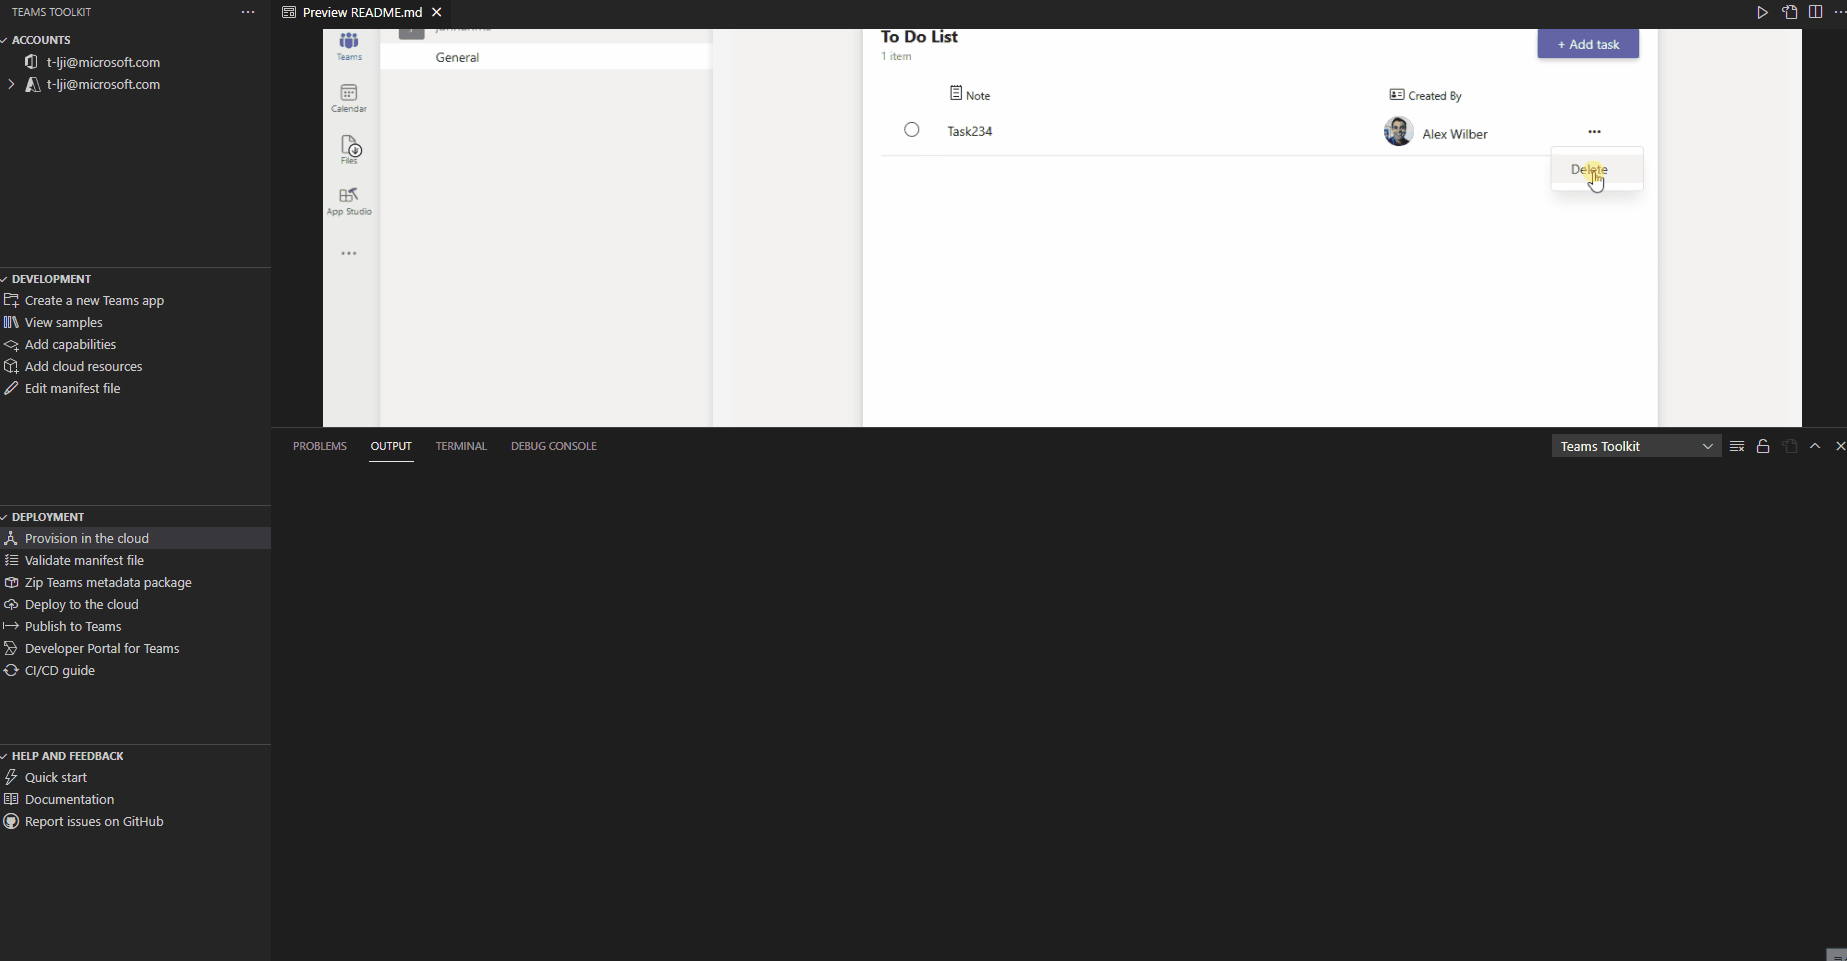 TEAMS TOOLKIT
Preview README.md
ACCOUNTS
t-lji@microsoft.com
t-lji@microsoft.com
DEVELOPMENT
Create a new Teams app
View samples
Add capabilities
Add cloud resources
Edit manifest file
DEPLOYMENT
Provision in the cloud
Validate manifest file
Zip Teams metadata package
Deploy to the cloud
Publish to Teams
Developer Portal for Teams
CI/CD guide
HELP AND FEEDBACK
Quick start
Documentation
Report issues on GitHub
Teams
Calendar
Files
App Studio
General
To Do List
1 item
+ Add task
Note
Created By
Task234
Alex Wilber
Delete
PROBLEMS OUTPUT TERMINAL DEBUG CONSOLE
Teams Toolkit